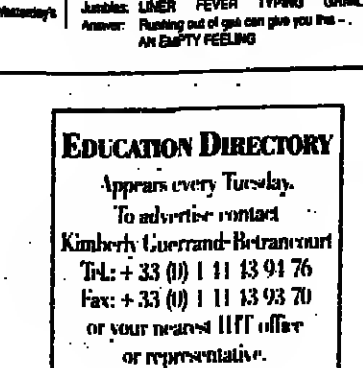 Yesterday's
Jumbles: LINER FEVER TYPING
Answer: Running out of gas can give you this – .
AN EMPTY FEELING
EDUCATION DIRECTORY
Appears every Tuesday.
To advertise contact
Kimberly Guerrand-Betrancourt
Tel.: + 33 (0) 1 41 43 94 76
Fax: + 33 (0) 1 41 43 93 70
or your nearest IHT office
or representative.